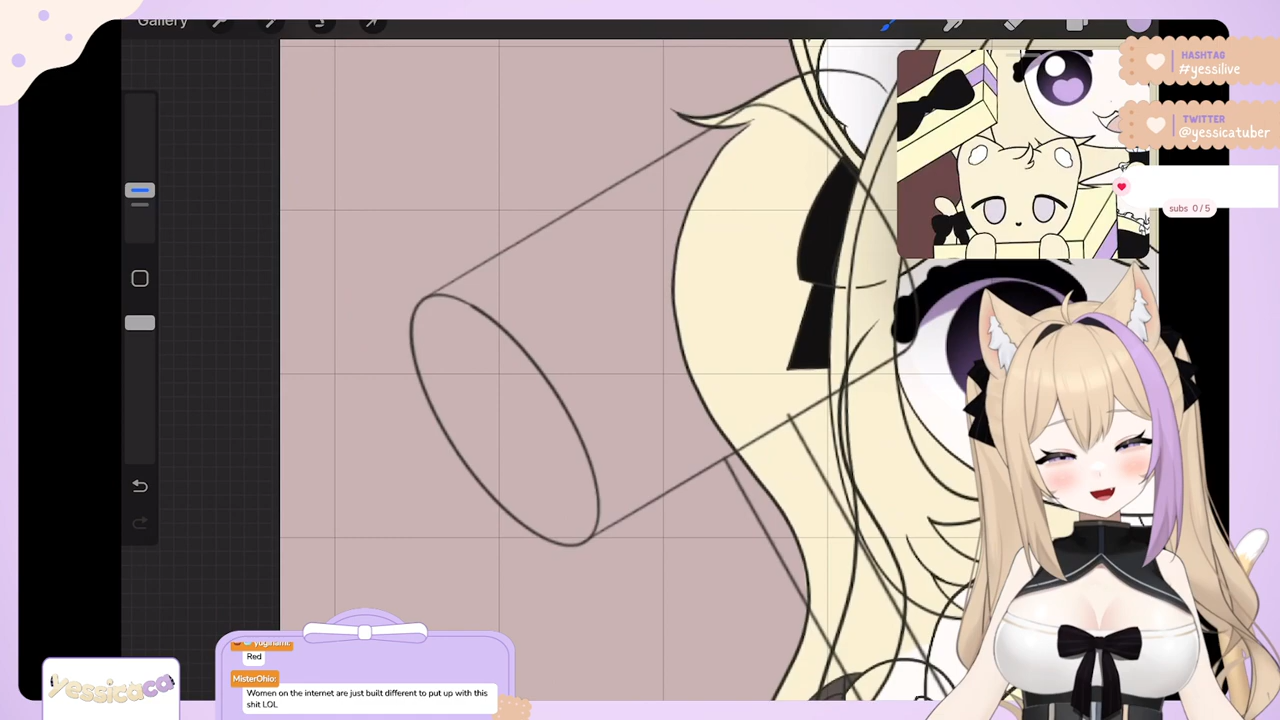 Gallery
HASHTAG
#yessilive
TWITTER
@yessicatuber
subs 0/5
Red
MisterOhio:
Women on the internet are just built different to put up with this
shit LOL
yessicaca